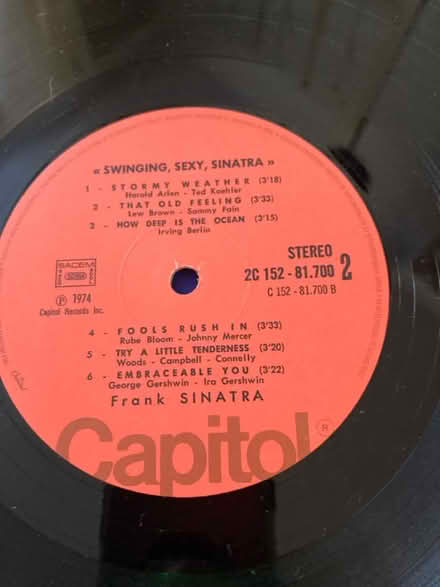 « SWINGING, SEXY, SINATRA »
1 - STORMY WEATHER (3'18)
Harold Arlen - Ted Koehler
2 - THAT OLD FEELING (3'33)
Lew Brown - Sammy Fain
3 - HOW DEEP IS THE OCEAN (3'15)
Irving Berlin
STEREO
2C 152 - 81.700 2
C 152 - 81.700 B
SACEM
℗ 1974
Capitol Records Inc.
4 - FOOLS RUSH IN (3'33)
Rube Bloom - Johnny Mercer
5 - TRY A LITTLE TENDERNESS (3'20)
Woods - Campbell - Connelly
6 - EMBRACEABLE YOU (3'22)
George Gershwin - Ira Gershwin
Frank SINATRA
Capitol ®